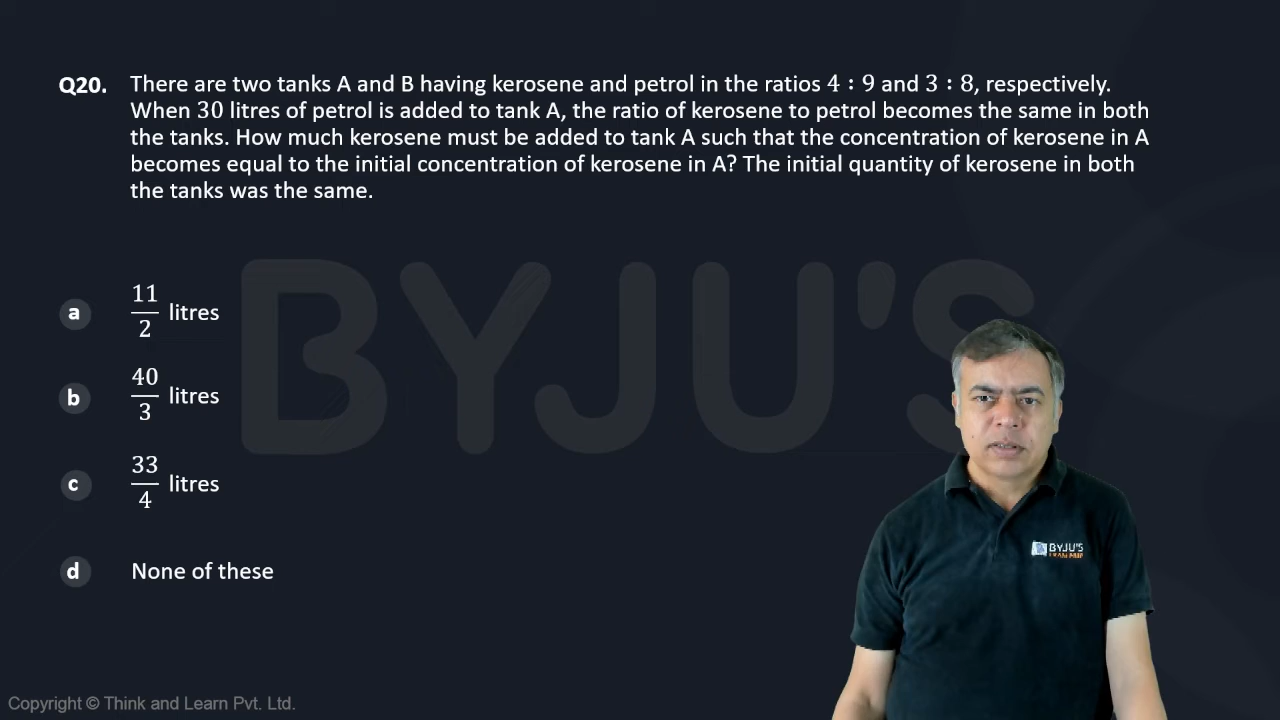 Q20. There are two tanks A and B having kerosene and petrol in the ratios 4 : 9 and 3 : 8, respectively.
When 30 litres of petrol is added to tank A, the ratio of kerosene to petrol becomes the same in both
the tanks. How much kerosene must be added to tank A such that the concentration of kerosene in A
becomes equal to the initial concentration of kerosene in A? The initial quantity of kerosene in both
the tanks was the same.
BYJU'S
a 11/2 litres
b 40/3 litres
c 33/4 litres
d None of these
BYJU'S
Copyright © Think and Learn Pvt. Ltd.